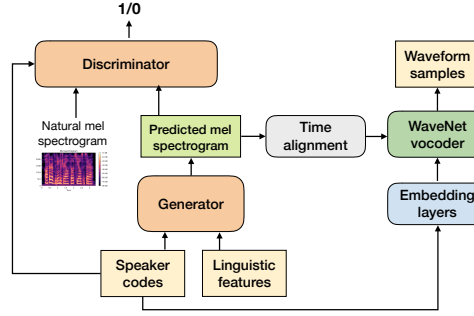 1/0
Discriminator
Waveform
samples
Natural mel
spectrogram
Predicted mel
spectrogram
Time
alignment
WaveNet
vocoder
Generator
Embedding
layers
Speaker
codes
Linguistic
features